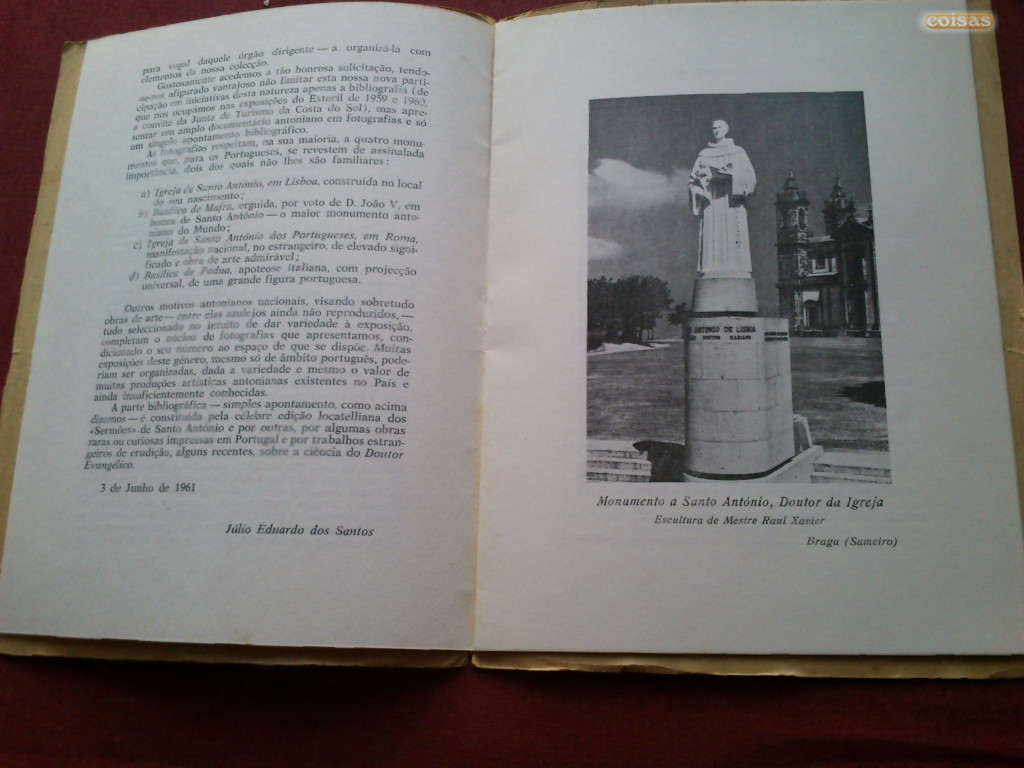 coisas
para vogal daquele órgão dirigente — a organizá-la com
elementos da nossa colecção.
Gostosamente acedemos a tão honrosa solicitação, tendo-
-se-nos afigurado vantajoso não limitar esta nossa nova parti-
cipação em iniciativas desta natureza apenas a bibliografia (de
que nos ocupámos nas exposições do Estoril de 1959 e 1960,
a convite da Junta de Turismo da Costa do Sol), mas apre-
sentar um amplo documentário antoniano em fotografias e só
um singelo apontamento bibliográfico.
As fotografias respeitam, na sua maioria, a quatro monu-
mentos que, para os Portugueses, se revestem de assinalada
importância, dois dor quais não lhes são familiares:
a) Igreja de Santo António, em Lisboa, construída no local
do seu nascimento;
b) Basílica de Mafra, erguida, por voto de D. João V, em
honra de Santo António — o maior monumento anto-
niano do Mundo;
c) Igreja de Santo António dos Portugueses, em Roma,
manifestação nacional, no estrangeiro, de elevado signi-
ficado e obra de arte admirável;
d) Basílica de Pádua, apoteose italiana, com projecção
universal, de uma grande figura portuguesa.
Outros motivos antonianos nacionais, visando sobretudo
obras de arte — entre elas azulejos ainda não reproduzidos, —
tudo seleccionado no intuito de dar variedade à exposição,
completam o núcleo de fotografias que apresentamos, con-
dicionado o seu número ao espaço de que se dispõe. Muitas
exposições deste género, mesmo só de âmbito português, pode-
riam ser organizadas, dada a variedade e mesmo o valor de
muitas produções artísticas antonianas existentes no País e
ainda insuficientemente conhecidas.
A parte bibliográfica — simples apontamento, como acima
dizemos — é constituída pela célebre edição locatelliana dos
«Sermões» de Santo António e por outras, por algumas obras
raras ou curiosas impressas em Portugal e por trabalhos estran-
geiros de erudição, alguns recentes, sobre a ciência do Doutor
Evangélico.
3 de Junho de 1961
Júlio Eduardo dos Santos
ANTONIO DE LISBOA
DOUTOR
Monumento a Santo António, Doutor da Igreja
Escultura de Mestre Raul Xavier
Braga (Sameiro)